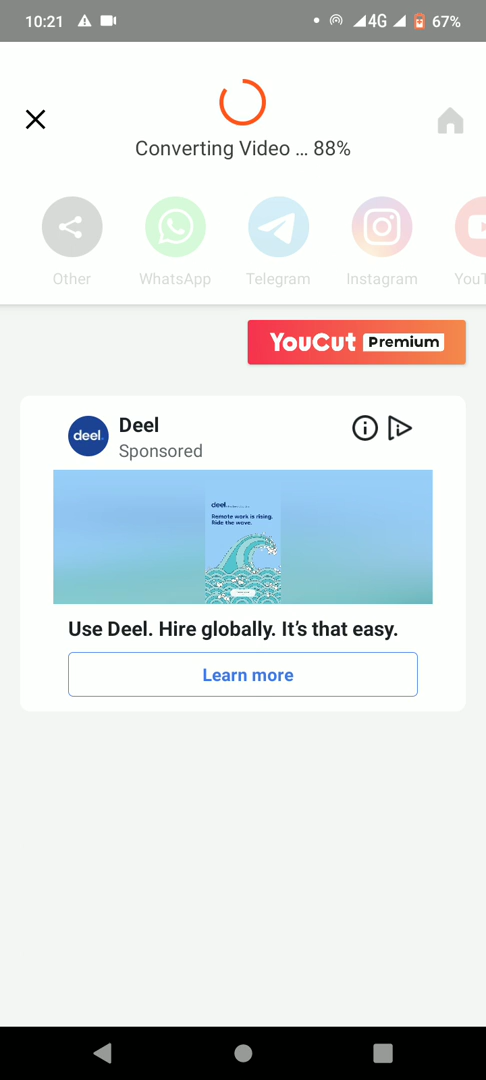 10:21
4G
67%
Converting Video ... 88%
Other
WhatsApp
Telegram
Instagram
YouT
YouCut Premium
deel.
Deel
Sponsored
deel.
Remote work is rising.
Ride the wave.
Use Deel. Hire globally. It’s that easy.
Learn more